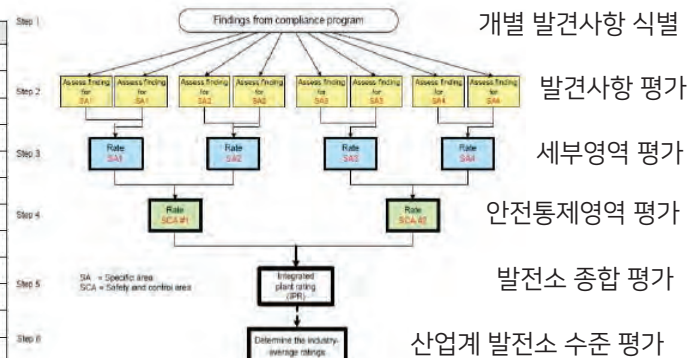 Step 1
Findings from compliance program
개별 발견사항 식별
Step 2
Assess finding for SA1
Assess finding for SA1
Assess finding for SA2
Assess finding for SA2
Assess finding for SA3
Assess finding for SA3
Assess finding for SA4
Assess finding for SA4
발견사항 평가
Step 3
Rate SA1
Rate SA2
Rate SA3
Rate SA4
세부영역 평가
Step 4
Rate SCA #1
Rate SCA #2
안전통제영역 평가
Step 5
SA = Specific area
SCA = Safety and control area
Integrated plant rating (IPR)
발전소 종합 평가
Step 6
Determine the industry-average ratings
산업계 발전소 수준 평가